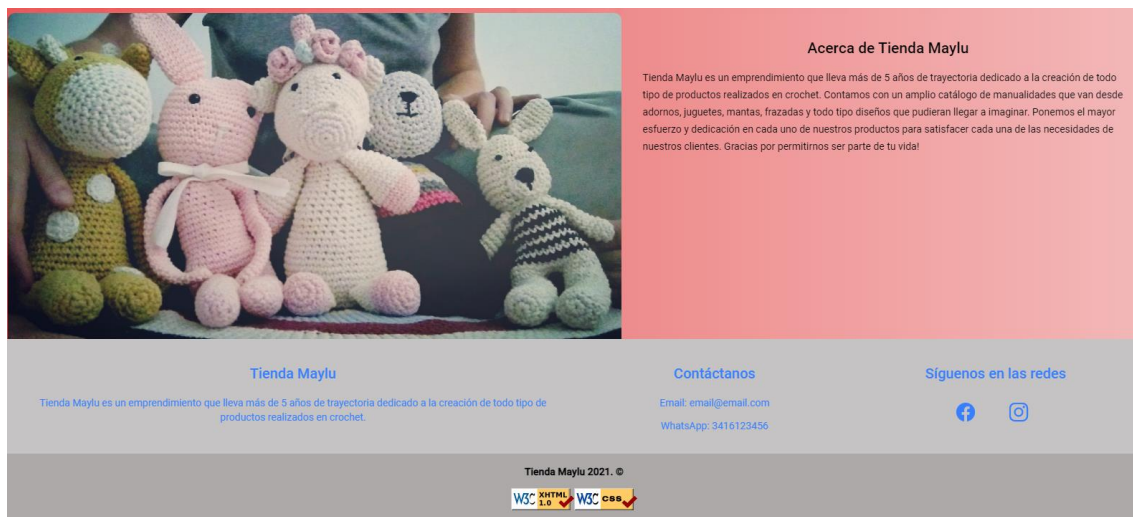 Acerca de Tienda Maylu
Tienda Maylu es un emprendimiento que lleva más de 5 años de trayectoria dedicado a la creación de todo
tipo de productos realizados en crochet. Contamos con un amplio catálogo de manualidades que van desde
adornos, juguetes, mantas, frazadas y todo tipo diseños que pudieran llegar a imaginar. Ponemos el mayor
esfuerzo y dedicación en cada uno de nuestros productos para satisfacer cada una de las necesidades de
nuestros clientes. Gracias por permitirnos ser parte de tu vida!
Tienda Maylu
Tienda Maylu es un emprendimiento que lleva más de 5 años de trayectoria dedicado a la creación de todo tipo de
productos realizados en crochet.
Contáctanos
Email: email@email.com
WhatsApp: 3416123456
Síguenos en las redes
Tienda Maylu 2021. ©
W3C XHTML 1.0
W3C css